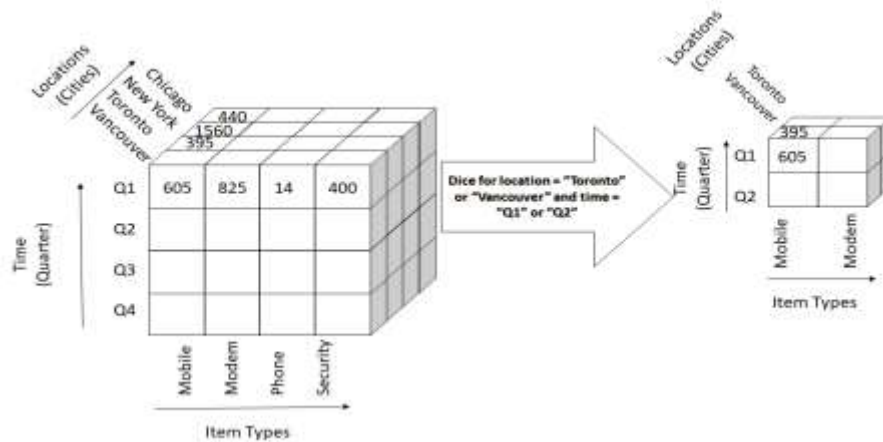 Locations
(Cities)
Chicago
New York
Toronto
Vancouver
440
1560
395
Q1
605
825
14
400
Q2
Q3
Q4
Time
(Quarter)
Mobile
Modem
Phone
Security
Item Types
Dice for location = "Toronto"
or "Vancouver" and time =
"Q1" or "Q2"
Locations
(Cities)
Toronto
Vancouver
395
Q1
605
Q2
Time
(Quarter)
Mobile
Modem
Item Types